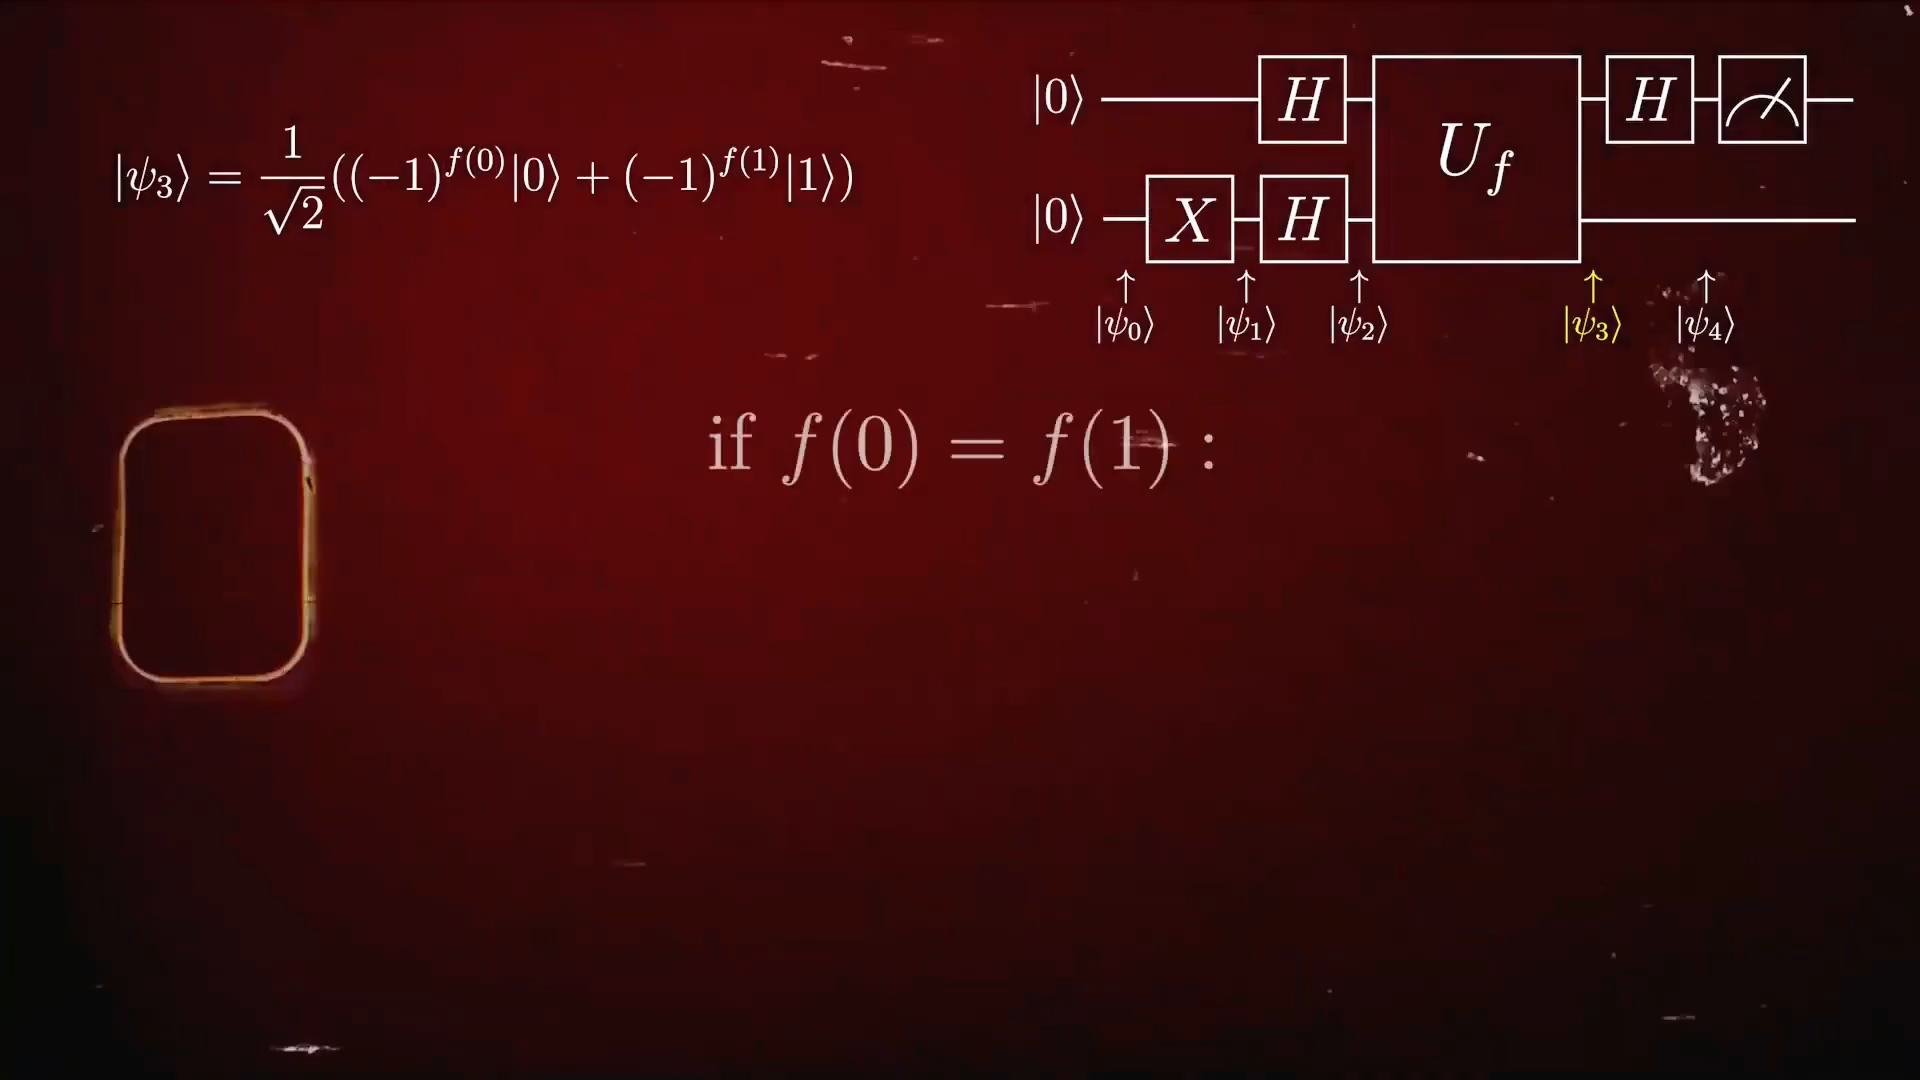 |ψ₃⟩ = 1/√2 ((−1)^f(0)|0⟩ + (−1)^f(1)|1⟩)
|0⟩ H U_f H
|0⟩ X H
↑ ↑ ↑ ↑ ↑
|ψ₀⟩ |ψ₁⟩ |ψ₂⟩ |ψ₃⟩ |ψ₄⟩
if f(0) = f(1) :